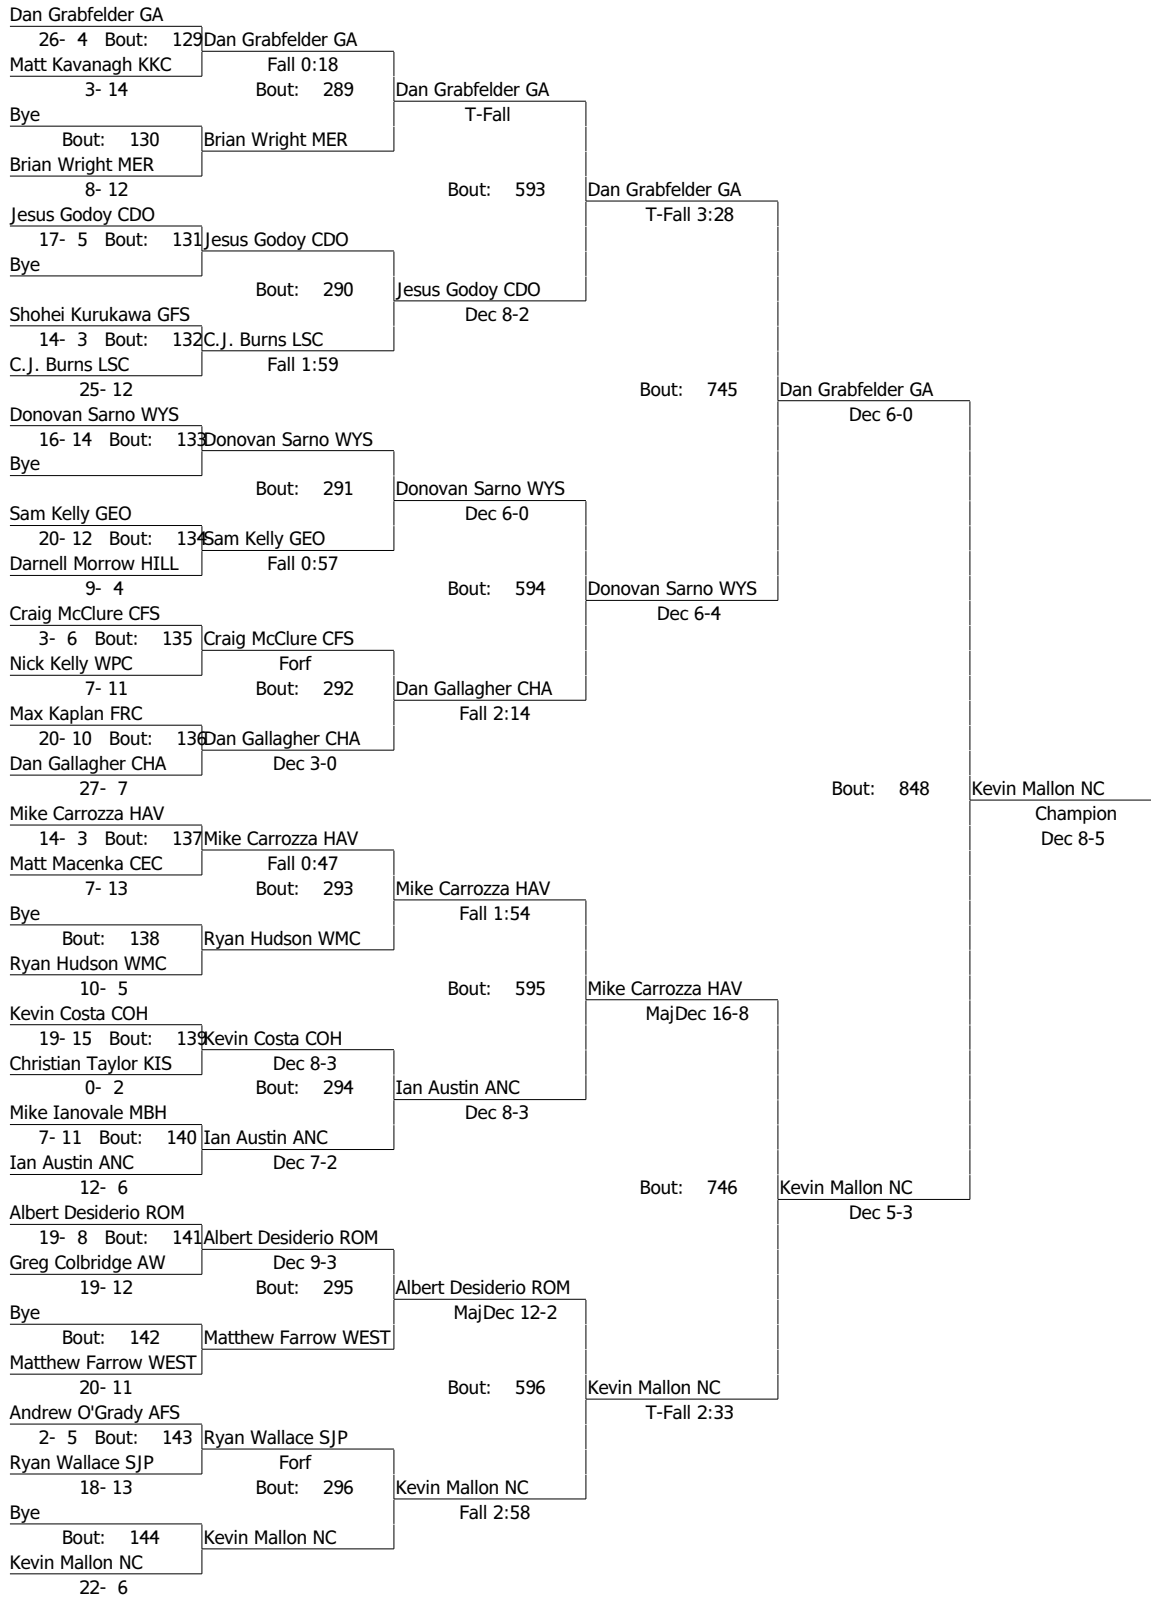 Dan Grabfelder GA
26- 4 Bout: 129 Dan Grabfelder GA
Matt Kavanagh KKC Fall 0:18
3- 14 Bout: 289 Dan Grabfelder GA
Bye T-Fall
Bout: 130 Brian Wright MER
Brian Wright MER
8- 12 Bout: 593 Dan Grabfelder GA
Jesus Godoy CDO T-Fall 3:28
17- 5 Bout: 131 Jesus Godoy CDO
Bye
Bout: 290 Jesus Godoy CDO
Shohei Kurukawa GFS Dec 8-2
14- 3 Bout: 132 C.J. Burns LSC
C.J. Burns LSC Fall 1:59
25- 12 Bout: 745 Dan Grabfelder GA
Donovan Sarno WYS Dec 6-0
16- 14 Bout: 133 Donovan Sarno WYS
Bye
Bout: 291 Donovan Sarno WYS
Sam Kelly GEO Dec 6-0
20- 12 Bout: 134 Sam Kelly GEO
Darnell Morrow HILL Fall 0:57
9- 4 Bout: 594 Donovan Sarno WYS
Craig McClure CFS Dec 6-4
3- 6 Bout: 135 Craig McClure CFS
Nick Kelly WPC Forf
7- 11 Bout: 292 Dan Gallagher CHA
Max Kaplan FRC Fall 2:14
20- 10 Bout: 136 Dan Gallagher CHA
Dan Gallagher CHA Dec 3-0
27- 7 Bout: 848 Kevin Mallon NC
Mike Carrozza HAV Champion
14- 3 Bout: 137 Mike Carrozza HAV Dec 8-5
Matt Macenka CEC Fall 0:47
7- 13 Bout: 293 Mike Carrozza HAV
Bye Fall 1:54
Bout: 138 Ryan Hudson WMC
Ryan Hudson WMC
10- 5 Bout: 595 Mike Carrozza HAV
Kevin Costa COH MajDec 16-8
19- 15 Bout: 139 Kevin Costa COH
Christian Taylor KIS Dec 8-3
0- 2 Bout: 294 Ian Austin ANC
Mike Ianovale MBH Dec 8-3
7- 11 Bout: 140 Ian Austin ANC
Ian Austin ANC Dec 7-2
12- 6 Bout: 746 Kevin Mallon NC
Albert Desiderio ROM Dec 5-3
19- 8 Bout: 141 Albert Desiderio ROM
Greg Colbridge AW Dec 9-3
19- 12 Bout: 295 Albert Desiderio ROM
Bye MajDec 12-2
Bout: 142 Matthew Farrow WEST
Matthew Farrow WEST
20- 11 Bout: 596 Kevin Mallon NC
Andrew O'Grady AFS T-Fall 2:33
2- 5 Bout: 143 Ryan Wallace SJP
Ryan Wallace SJP Forf
18- 13 Bout: 296 Kevin Mallon NC
Bye Fall 2:58
Bout: 144 Kevin Mallon NC
Kevin Mallon NC
22- 6